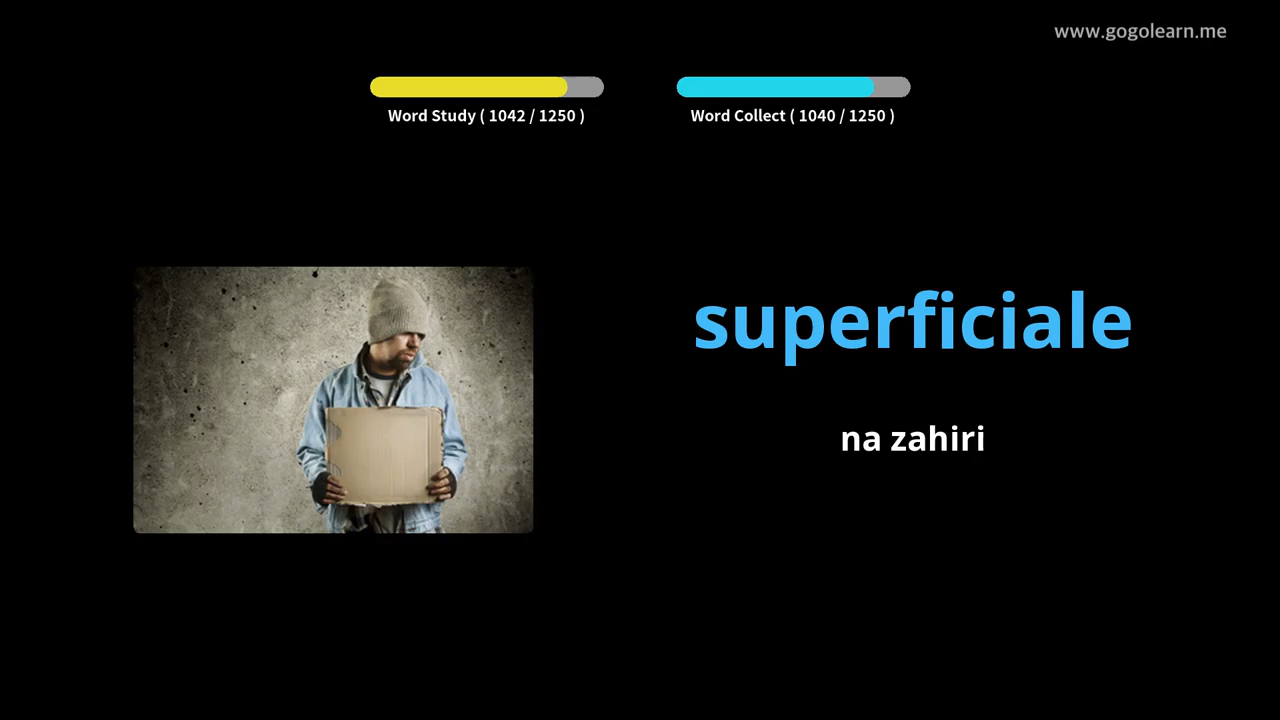 www.gogolearn.me
Word Study ( 1042 / 1250 )
Word Collect ( 1040 / 1250 )
superficiale
na zahiri